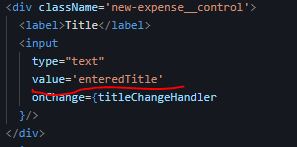 <div className='new-expense__control'>
<label>Title</label>
<input
type="text"
value='enteredTitle'
onChange={titleChangeHandler
}/>
</div>